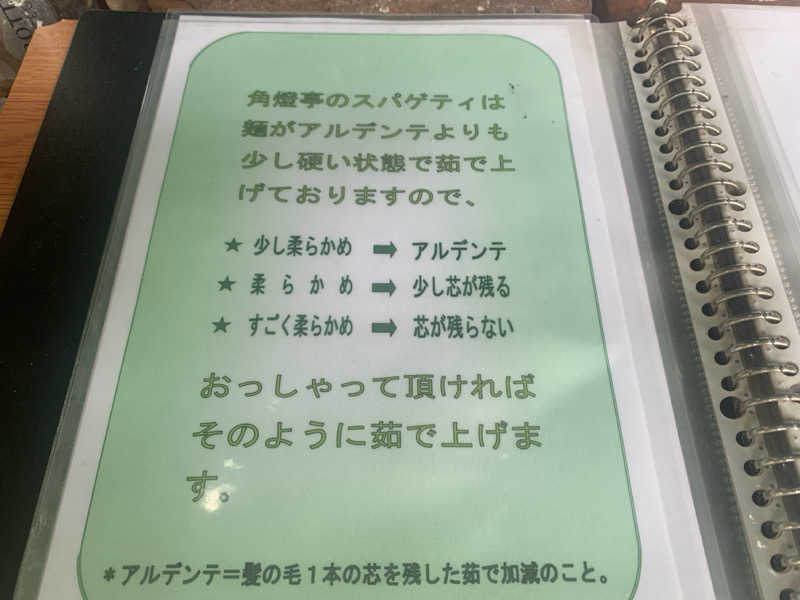 角燈亭のスパゲティは
麺がアルデンテよりも
少し硬い状態で茹で上
げておりますので、
★ 少し柔らかめ ➡ アルデンテ
★ 柔らかめ ➡ 少し芯が残る
★ すごく柔らかめ ➡ 芯が残らない
おっしゃって頂ければ
そのように茹で上げま
す。
＊アルデンテ＝髪の毛１本の芯を残した茹で加減のこと。